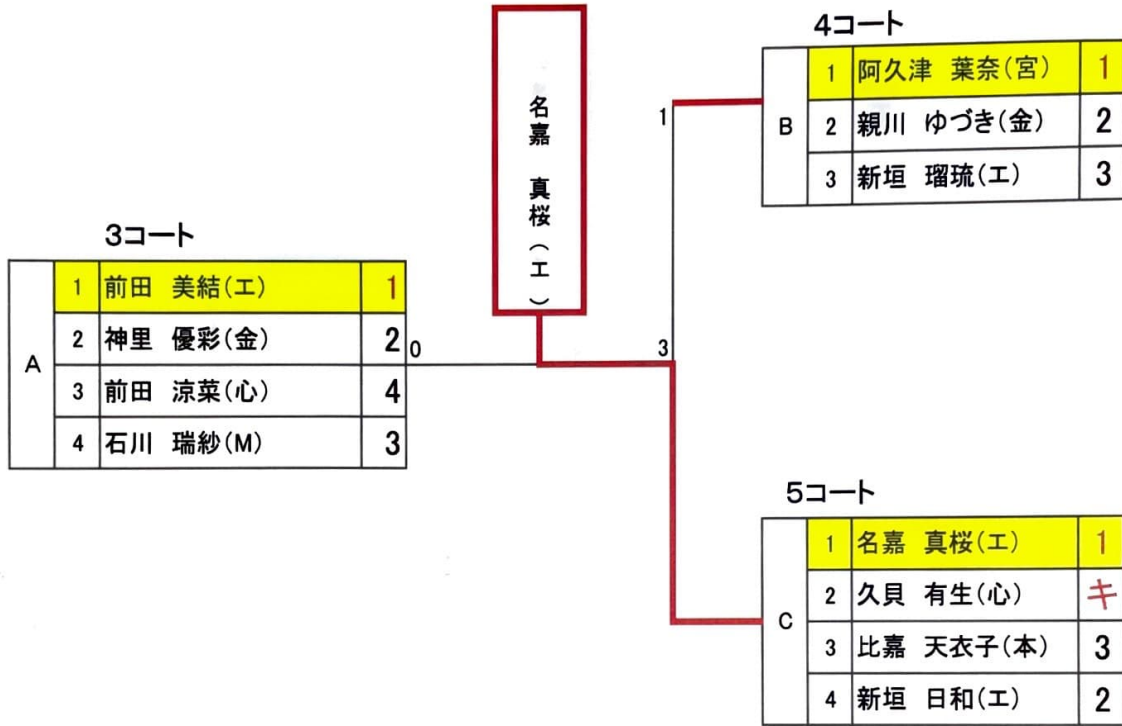 名嘉 真桜(エ)
4コート
B
1 阿久津 葉奈(宮) 1
2 親川 ゆづき(金) 2
3 新垣 瑠琉(エ) 3
1
3コート
A
1 前田 美結(エ) 1
2 神里 優彩(金) 2
3 前田 涼菜(心) 4
4 石川 瑞紗(M) 3
0
3
5コート
C
1 名嘉 真桜(エ) 1
2 久貝 有生(心) キ
3 比嘉 天衣子(本) 3
4 新垣 日和(エ) 2